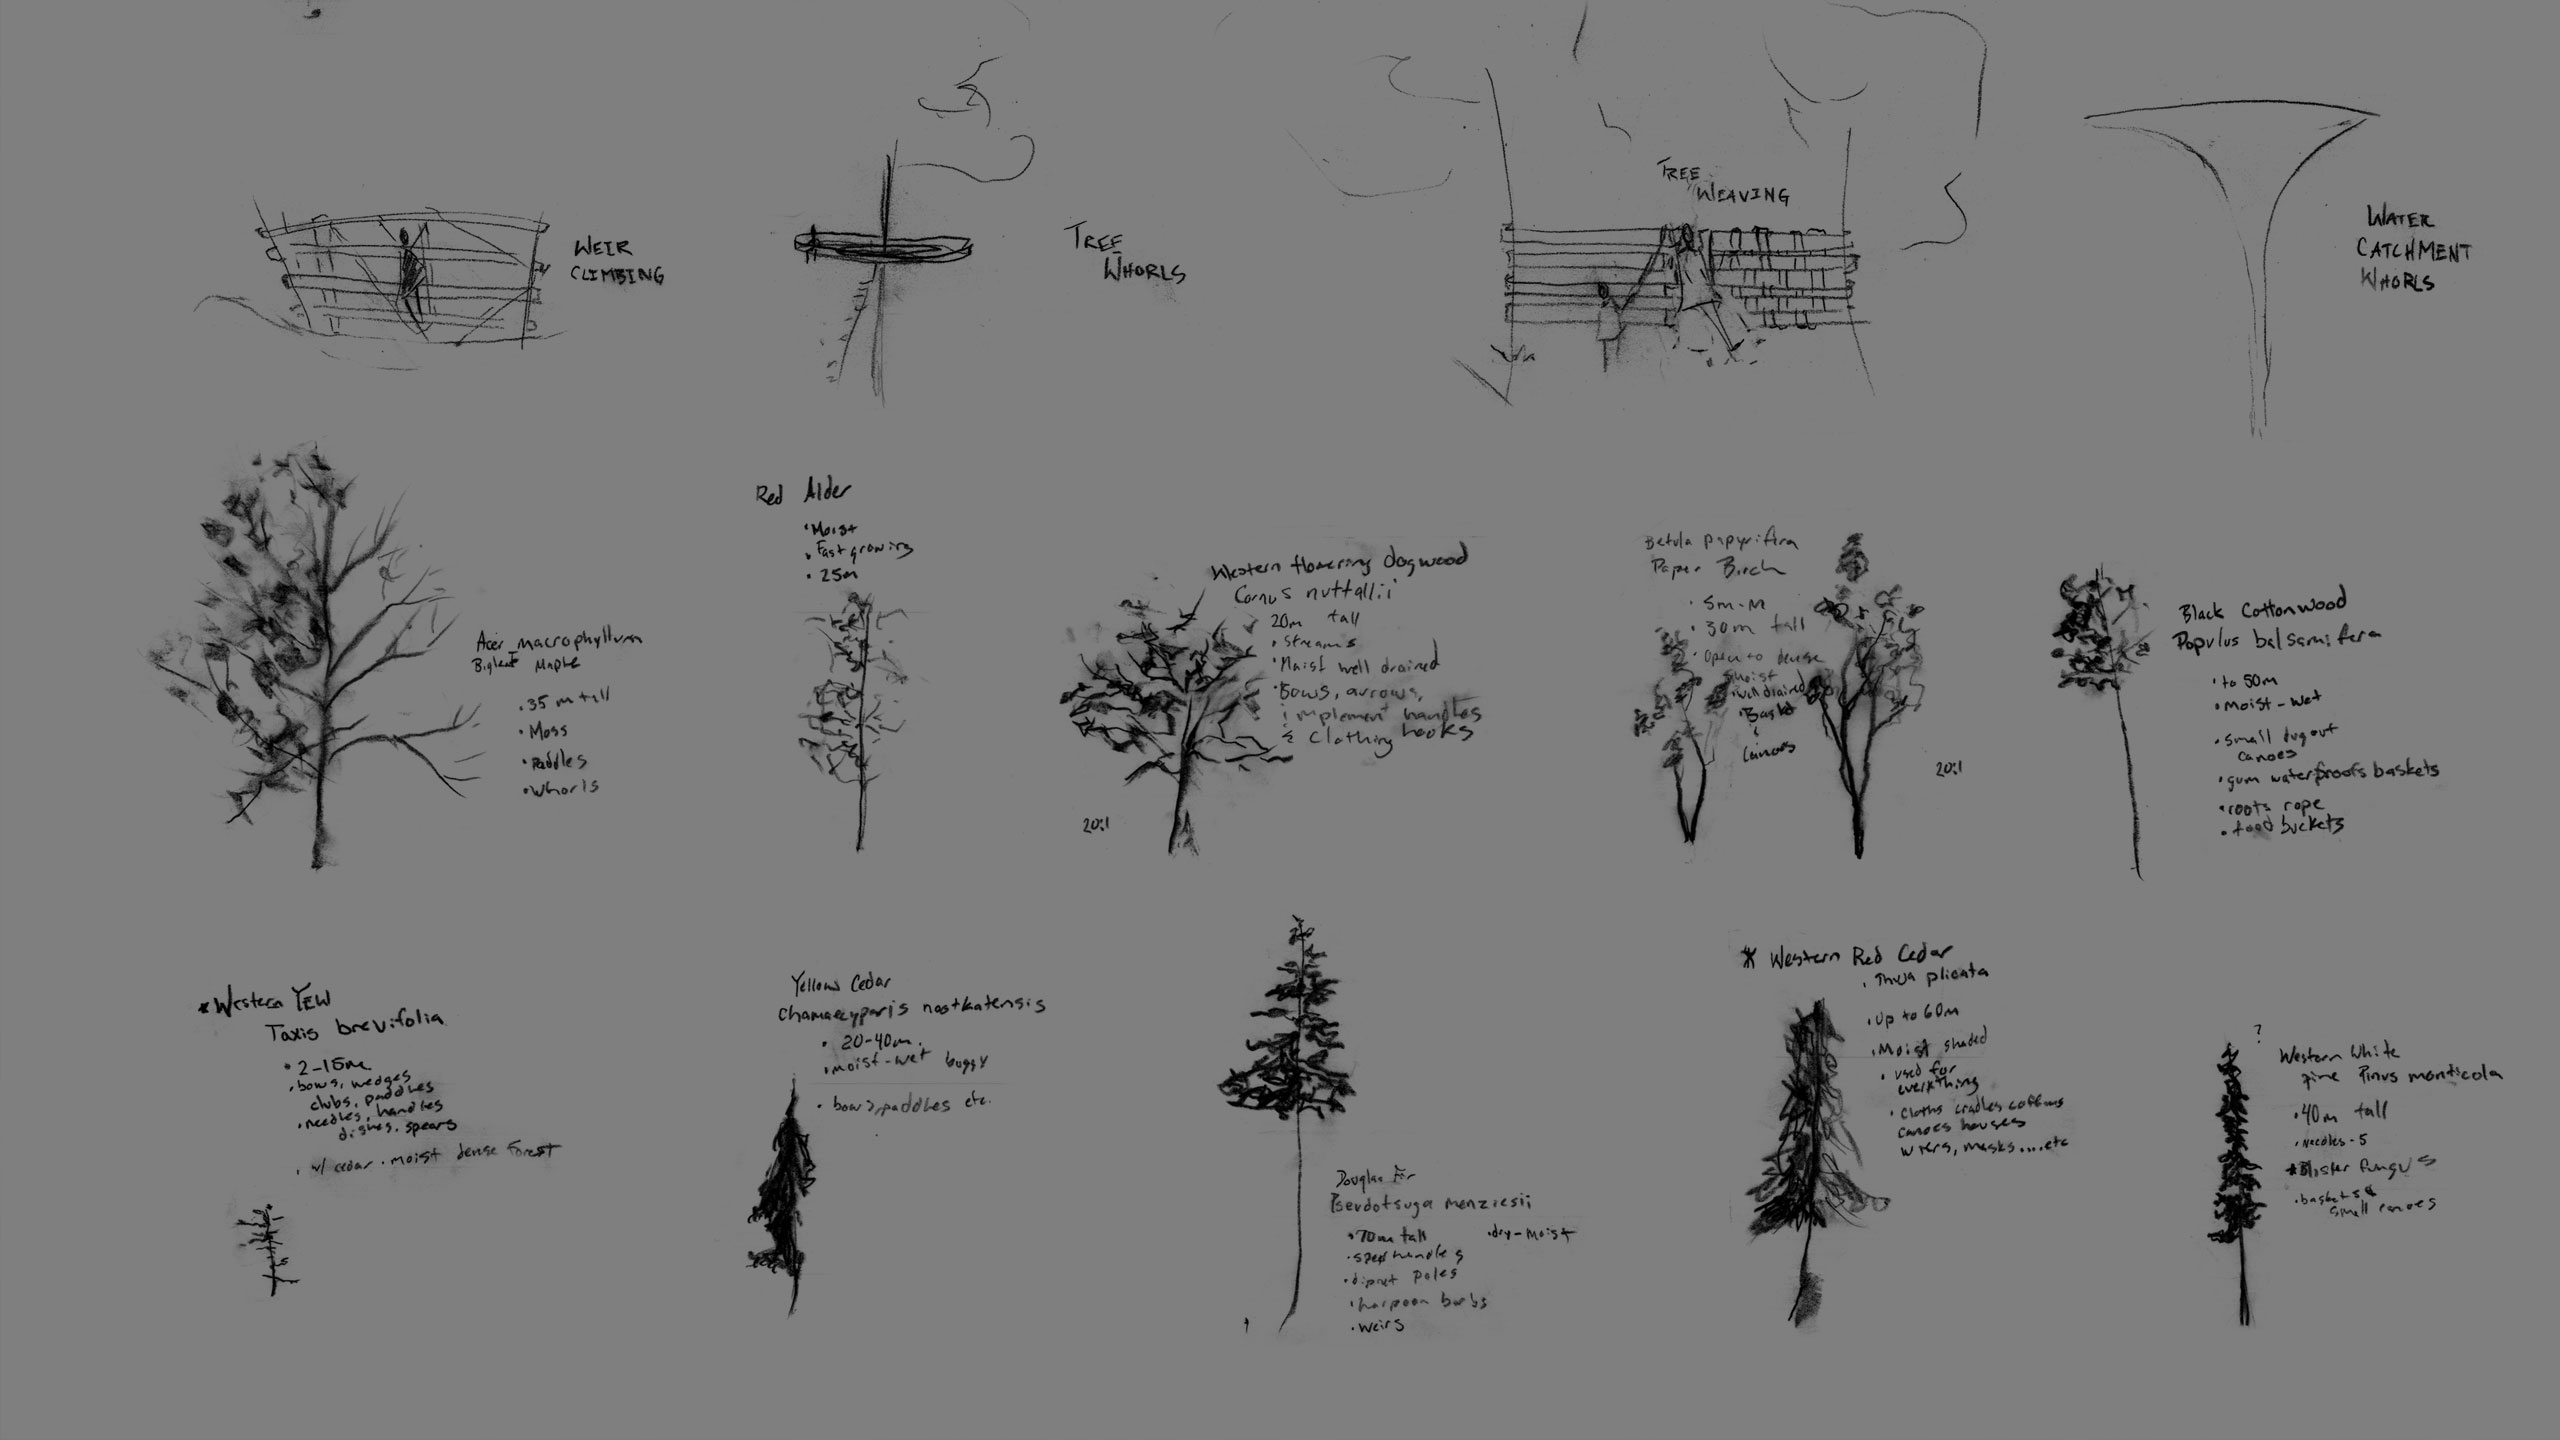 WEIR
CLIMBING
TREE
WHORLS
TREE
WEAVING
WATER
CATCHMENT
WHORLS
Acer macrophyllum
Bigleaf Maple
• 35 m tall
• Moss
• Paddles
• Whorls
Red Alder
• Moist
• Fast growing
• 25m
Western flowering dogwood
Cornus nuttallii
20m tall
• Streams
• Moist well drained
• Bows, arrows,
implement handles
& Clothing hooks
20:1
Betula papyrifera
Paper Birch
• 5m-M
• 30m tall
• Open to dense
moist
• well drained
• Baskt
&
Canoes
20:1
Black Cottonwood
Populus balsamifera
• to 50m
• Moist-wet
• small dugout
canoes
• gum waterproofs baskets
• roots rope
• food buckets
* Western YEW
Taxis brevifolia
• 2-15m
• bows, wedges
clubs, paddles
• needles, handles
dishes, spears
• w/ cedar • moist dense forest
Yellow Cedar
Chamaecyparis nootkatensis
• 20-40m.
• moist-wet buggy
• bows, paddles etc.
Douglas Fir
Pseudotsuga menziesii
• 70m tall • dry-moist
• spear handles
• dipnet poles
• harpoon barbs
• weirs
* Western Red Cedar
• Thuja plicata
• Up to 60m
• Moist shaded
• used for
everything
• cloths cradles coffins
canoes houses
masks....etc
?
Western White
pine Pinus monticola
• 40m tall
• Needles-5
* Blister fungus
• baskets &
small canoes